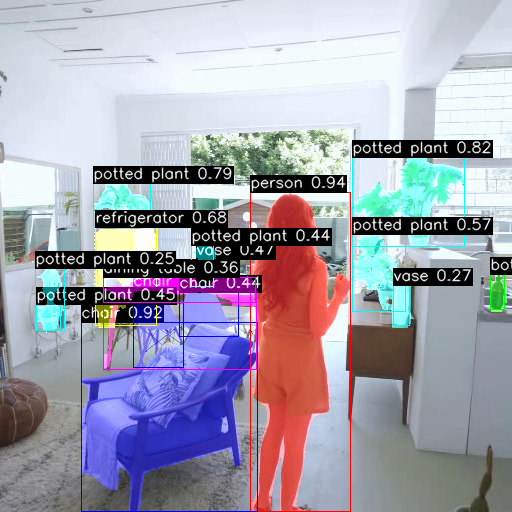 potted plant 0.82
potted plant 0.79
person 0.94
refrigerator 0.68
potted plant 0.57
potted plant 0.44
vase 0.47
potted plant 0.25
dining table 0.36
vase 0.27
bot
chair
chair 0.44
potted plant 0.45
chair 0.92